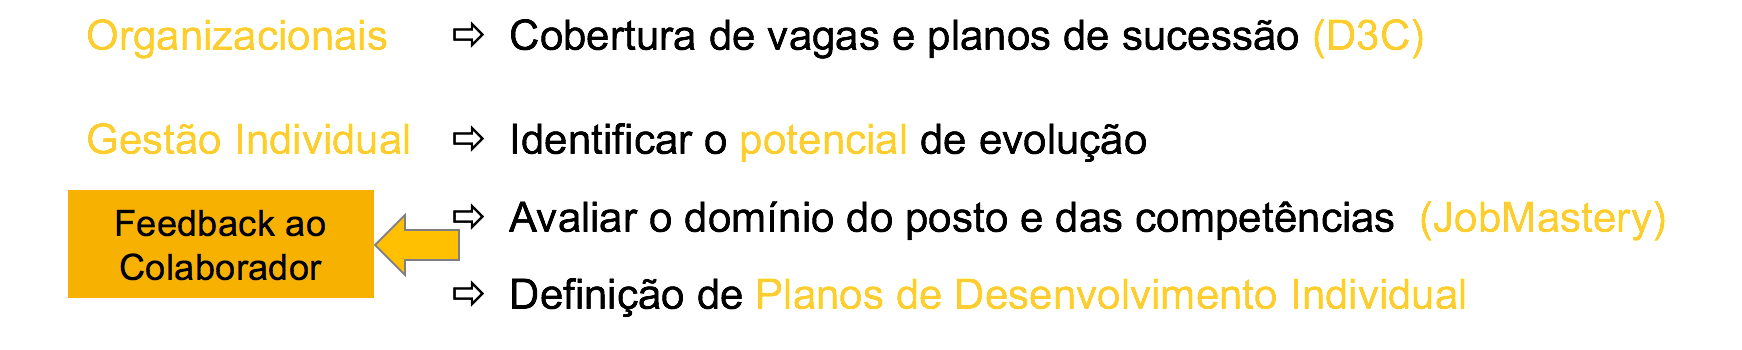 Organizacionais ⇨ Cobertura de vagas e planos de sucessão (D3C)
Gestão Individual ⇨ Identificar o potencial de evolução
⇨ Avaliar o domínio do posto e das competências (JobMastery)
Feedback ao
Colaborador
⇨ Definição de Planos de Desenvolvimento Individual